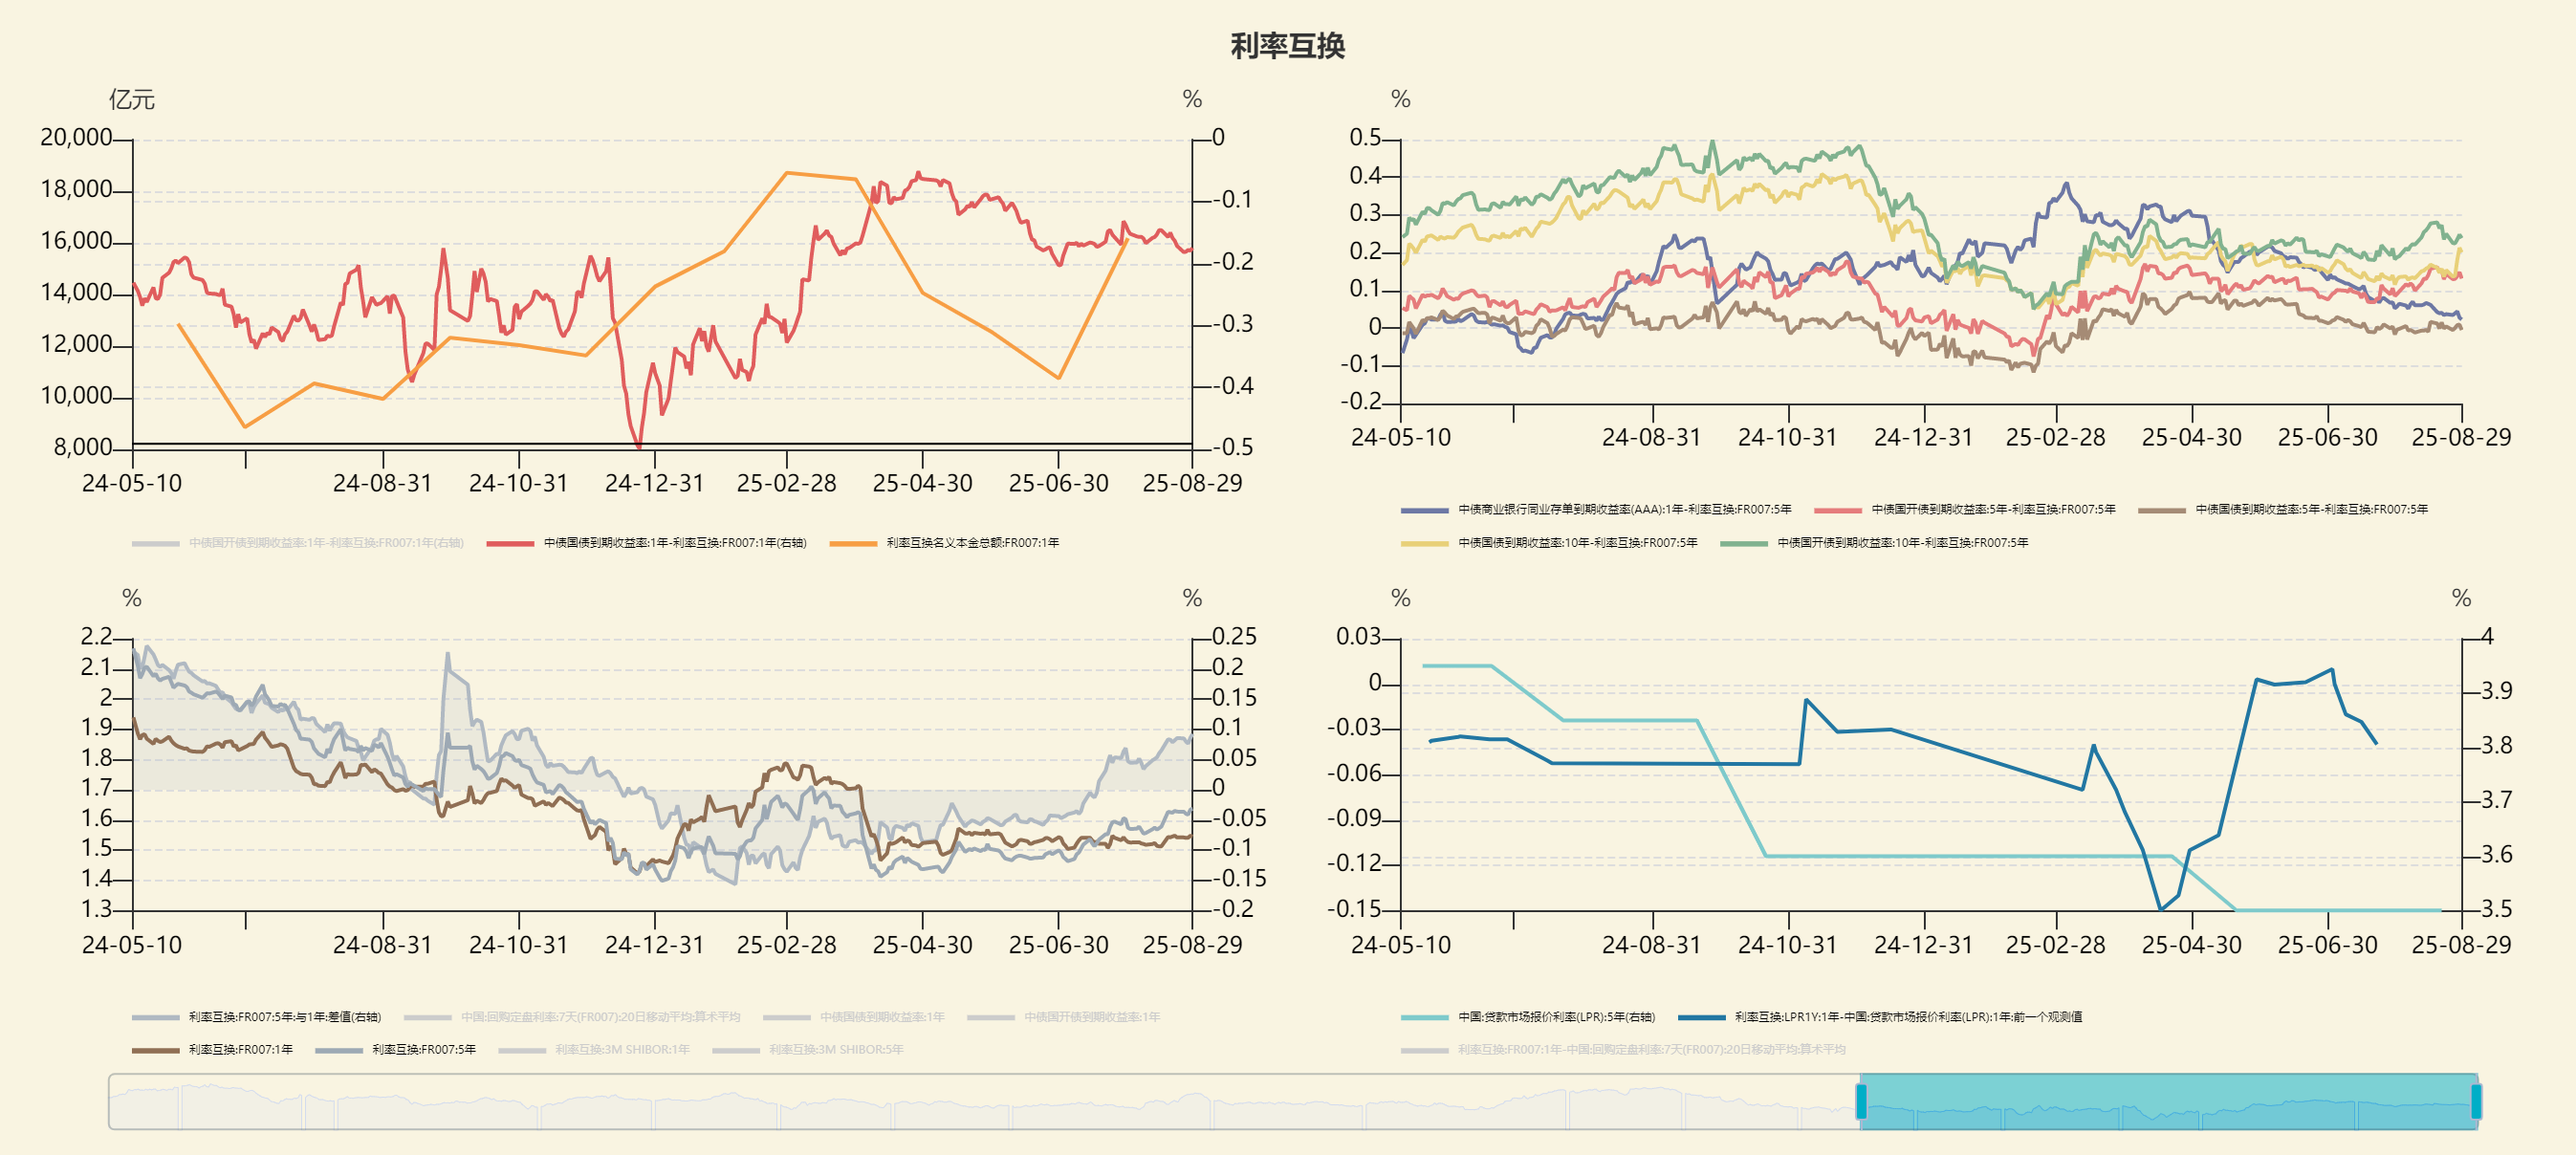 利率互换
亿元 %
20,000 0
18,000 -0.1
16,000 -0.2
14,000 -0.3
12,000 -0.4
10,000 -0.5
8,000
24-05-10 24-08-31 24-10-31 24-12-31 25-02-28 25-04-30 25-06-30 25-08-29
中债国开债到期收益率:1年-利率互换:FR007:1年(右轴) 中债国债到期收益率:1年-利率互换:FR007:1年(右轴) 利率互换名义本金总额:FR007:1年
%
0.5
0.4
0.3
0.2
0.1
0
-0.1
-0.2
24-05-10 24-08-31 24-10-31 24-12-31 25-02-28 25-04-30 25-06-30 25-08-29
中债商业银行同业存单到期收益率(AAA):1年-利率互换:FR007:5年 中债国开债到期收益率:5年-利率互换:FR007:5年 中债国债到期收益率:5年-利率互换:FR007:5年
中债国债到期收益率:10年-利率互换:FR007:5年 中债国开债到期收益率:10年-利率互换:FR007:5年
% %
2.2 0.25
2.1 0.2
2 0.15
1.9 0.1
1.8 0.05
1.7 0
1.6 -0.05
1.5 -0.1
1.4 -0.15
1.3 -0.2
24-05-10 24-08-31 24-10-31 24-12-31 25-02-28 25-04-30 25-06-30 25-08-29
利率互换:FR007:5年:与1年:差值(右轴) 中国:回购定盘利率:7天(FR007):20日移动平均:算术平均 中债国债到期收益率:1年 中债国开债到期收益率:1年
利率互换:FR007:1年 利率互换:FR007:5年 利率互换:3M SHIBOR:1年 利率互换:3M SHIBOR:5年
% %
0.03 4
0 3.9
-0.03 3.8
-0.06 3.7
-0.09 3.6
-0.12 3.5
-0.15
24-05-10 24-08-31 24-10-31 24-12-31 25-02-28 25-04-30 25-06-30 25-08-29
中国:贷款市场报价利率(LPR):5年(右轴) 利率互换:LPR1Y:1年-中国:贷款市场报价利率(LPR):1年:前一个观测值
利率互换:FR007:1年-中国:回购定盘利率:7天(FR007):20日移动平均:算术平均